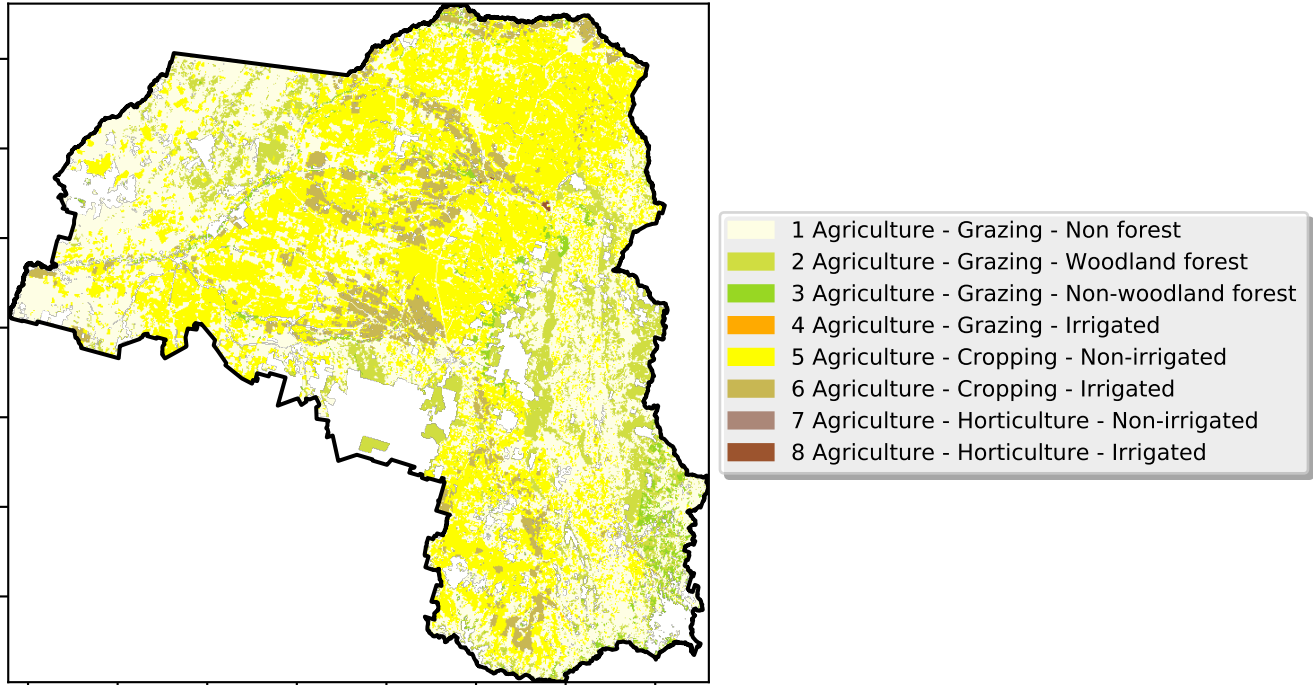 1 Agriculture - Grazing - Non forest
2 Agriculture - Grazing - Woodland forest
3 Agriculture - Grazing - Non-woodland forest
4 Agriculture - Grazing - Irrigated
5 Agriculture - Cropping - Non-irrigated
6 Agriculture - Cropping - Irrigated
7 Agriculture - Horticulture - Non-irrigated
8 Agriculture - Horticulture - Irrigated